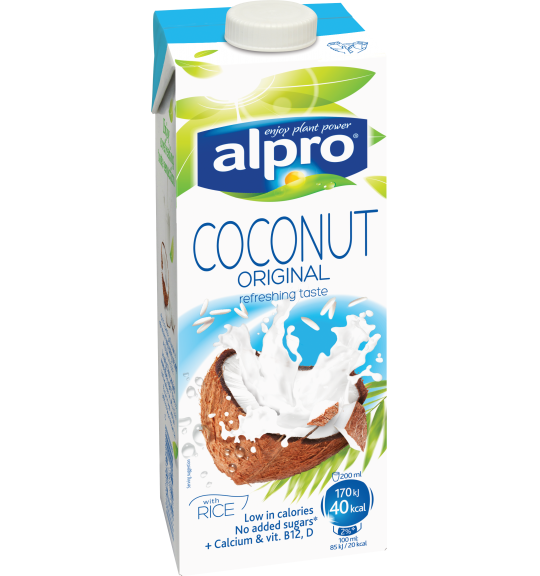 enjoy plant power
alpro®
COCONUT
ORIGINAL
refreshing taste
200 ml
170 kj
40 kcal
2%*
100 ml:
85 kj / 20 kcal
with
RICE
Low in calories
No added sugars*
+ Calcium & vit. B12, D